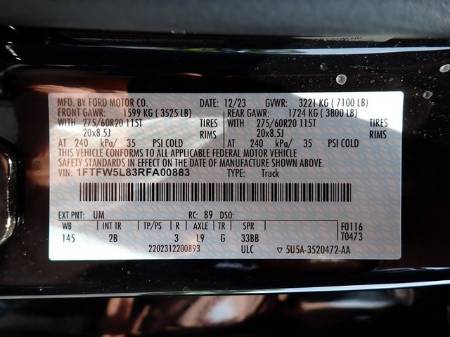 MFD. BY FORD MOTOR CO. DATE: 12/23 GVWR: 3221 KG ( 7100 LB)
FRONT GAWR: 1599 KG ( 3525 LB) REAR GAWR: 1724 KG ( 3800 LB)
WITH 275/60R20 115T TIRES WITH 275/60R20 115T TIRES
20x8.5J RIMS 20x8.5J RIMS
AT 240 kPa/ 35 PSI COLD AT 240 kPa/ 35 PSI COLD
THIS VEHICLE CONFORMS TO ALL APPLICABLE FEDERAL MOTOR
VEHICLE SAFETY STANDARDS IN EFFECT ON THE DATE OF MANUFACTURE
VIN: 1FTFW5L83RFA00883 TYPE: Truck
EXT PNT: UM RC: 89 DSO:
WB INT TR TP/PS R AXLE TR SPR F0116
145 2B 3 L9 G 33BB T0473
2202312200893 ULC 5U5A-3520472-AA